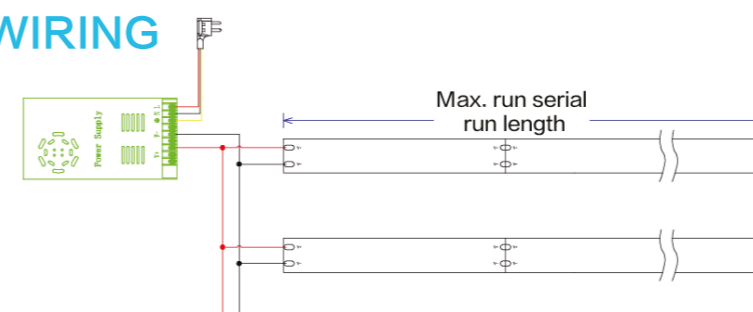 WIRING
Max. run serial
run length
Power Supply
L
N
V-
V+